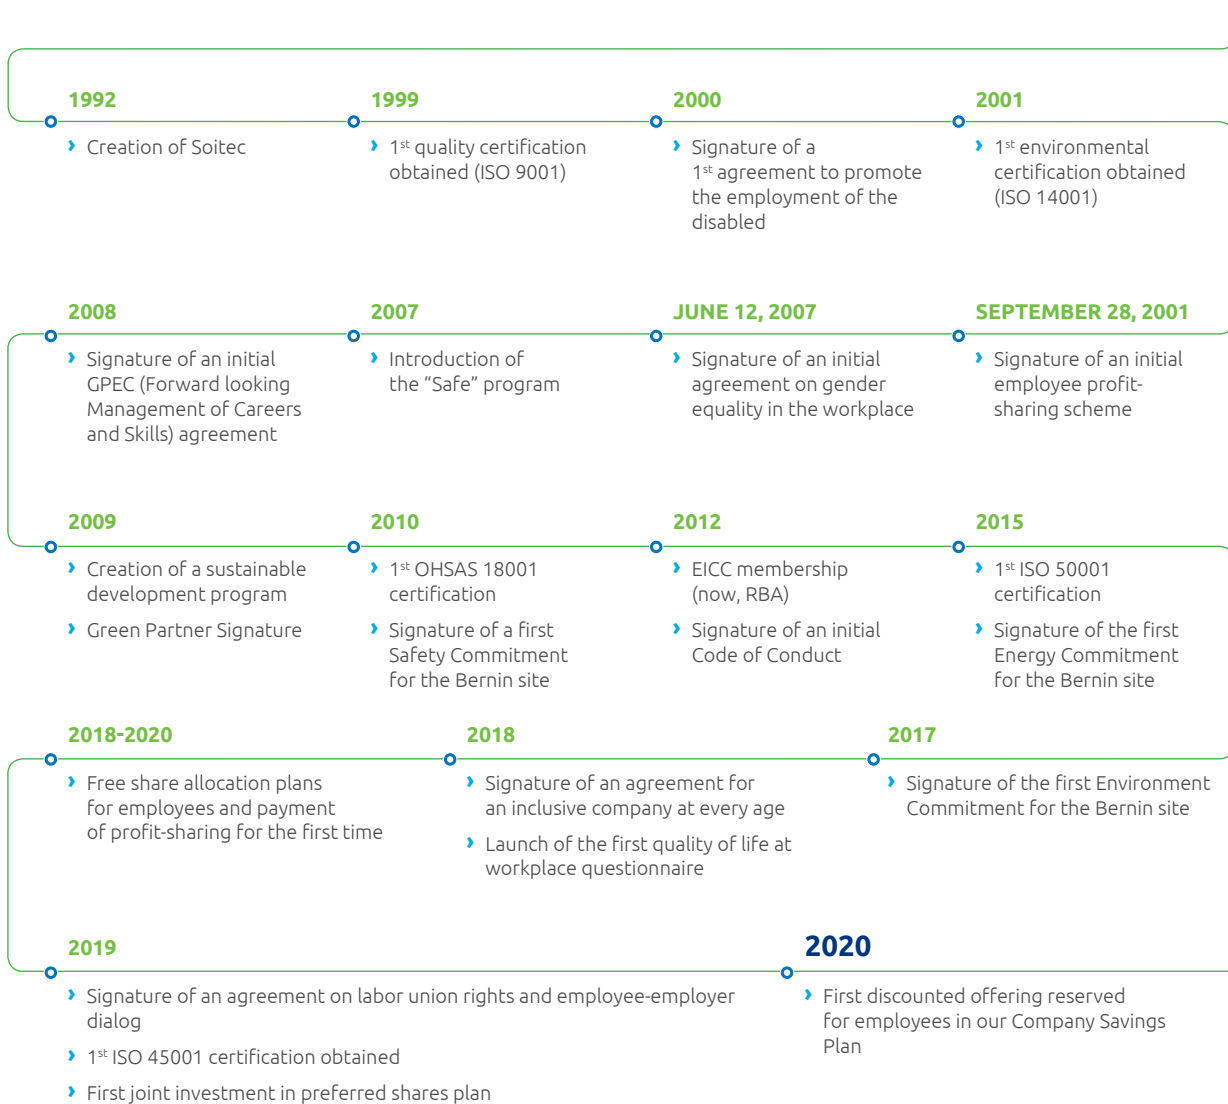 1992
› Creation of Soitec
1999
› 1st quality certification
obtained (ISO 9001)
2000
› Signature of a
1st agreement to promote
the employment of the
disabled
2001
› 1st environmental
certification obtained
(ISO 14001)
2008
› Signature of an initial
GPEC (Forward looking
Management of Careers
and Skills) agreement
2007
› Introduction of
the “Safe” program
JUNE 12, 2007
› Signature of an initial
agreement on gender
equality in the workplace
SEPTEMBER 28, 2001
› Signature of an initial
employee profit-
sharing scheme
2009
› Creation of a sustainable
development program
› Green Partner Signature
2010
› 1st OHSAS 18001
certification
› Signature of a first
Safety Commitment
for the Bernin site
2012
› EICC membership
(now, RBA)
› Signature of an initial
Code of Conduct
2015
› 1st ISO 50001
certification
› Signature of the first
Energy Commitment
for the Bernin site
2018-2020
› Free share allocation plans
for employees and payment
of profit-sharing for the first time
2018
› Signature of an agreement for
an inclusive company at every age
› Launch of the first quality of life at
workplace questionnaire
2017
› Signature of the first Environment
Commitment for the Bernin site
2019
› Signature of an agreement on labor union rights and employee-employer
dialog
› 1st ISO 45001 certification obtained
› First joint investment in preferred shares plan
2020
› First discounted offering reserved
for employees in our Company Savings
Plan